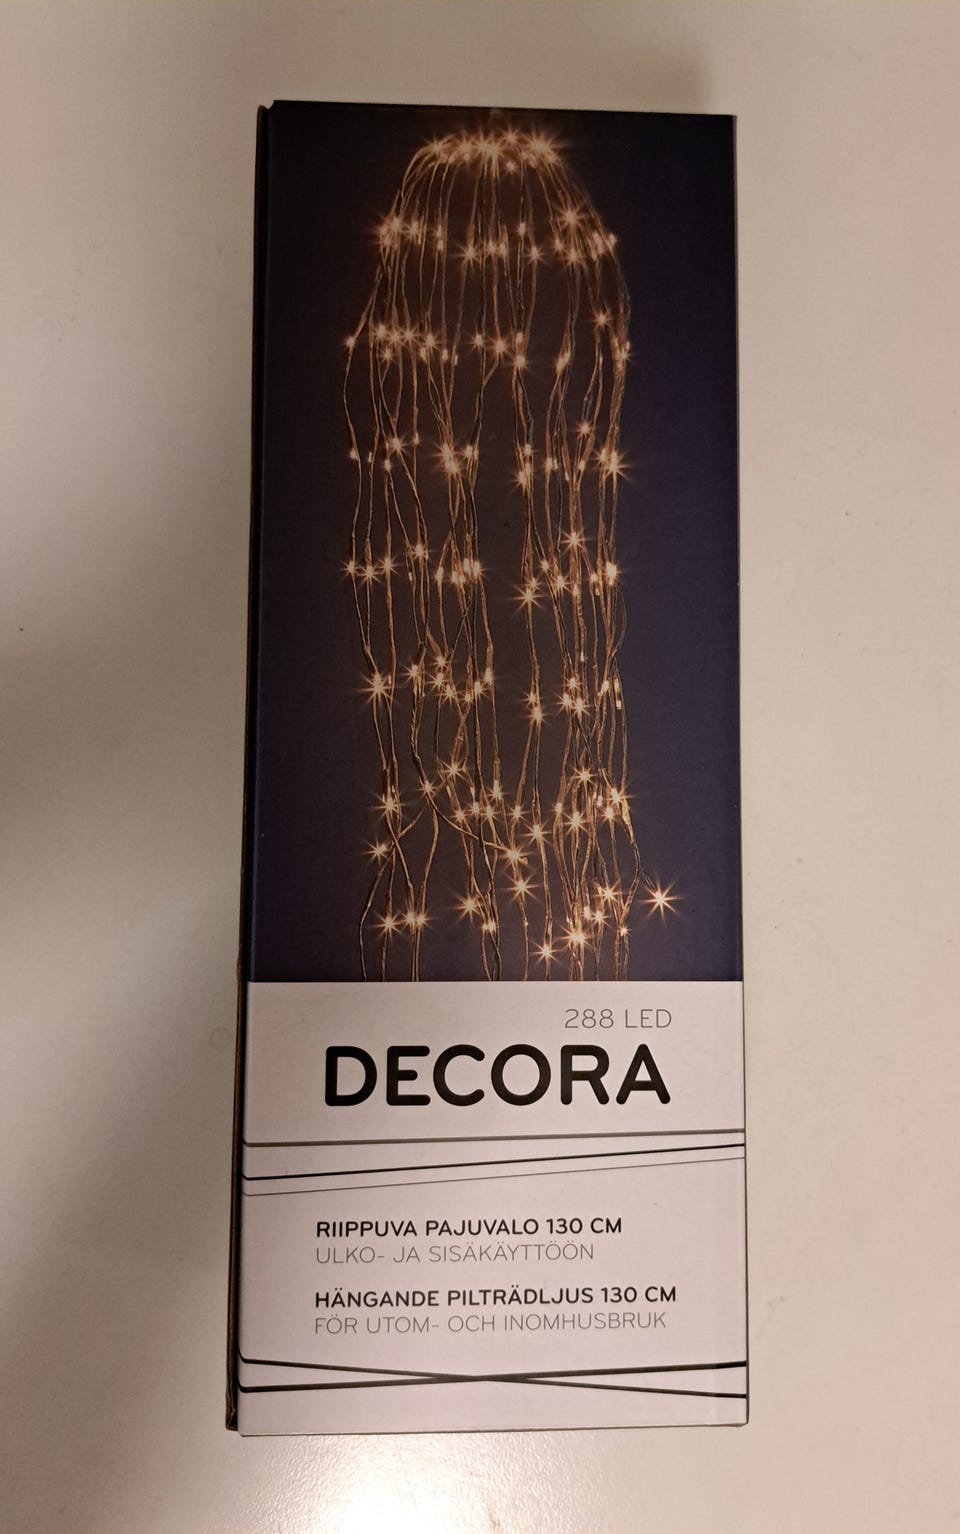 288 LED
DECORA
RIIPPUVA PAJUVALO 130 CM
ULKO- JA SISÄKÄYTTÖÖN
HÄNGANDE PILTRÄDLJUS 130 CM
FÖR UTOM- OCH INOMHUSBRUK